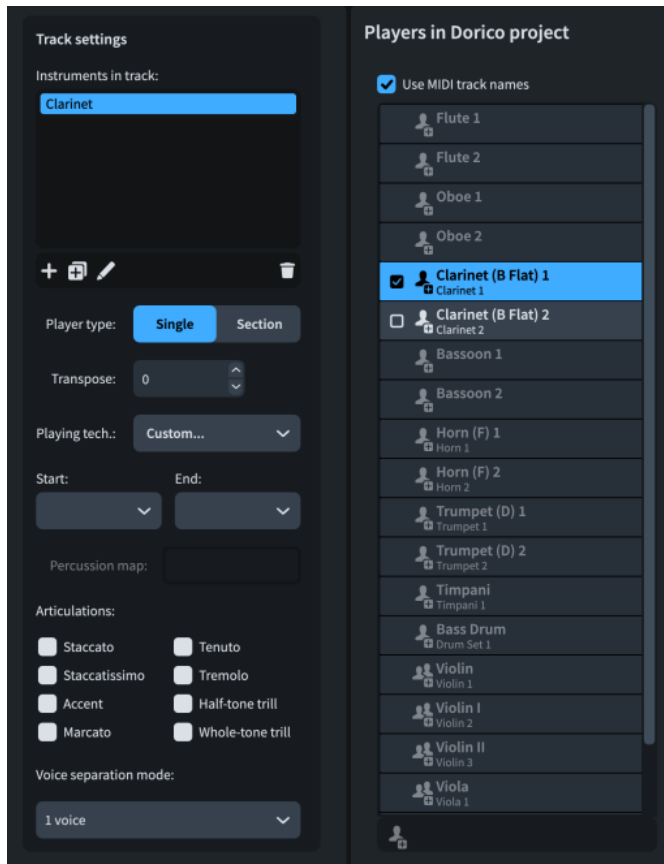 Track settings
Instruments in track:
Clarinet
Player type:
Single
Section
Transpose:
0
Playing tech.:
Custom...
Start:
End:
Percussion map:
Articulations:
Staccato
Tenuto
Staccatissimo
Tremolo
Accent
Half-tone trill
Marcato
Whole-tone trill
Voice separation mode:
1 voice
Players in Dorico project
Use MIDI track names
Flute 1
Flute 2
Oboe 1
Oboe 2
Clarinet (B Flat) 1
Clarinet 1
Clarinet (B Flat) 2
Clarinet 2
Bassoon 1
Bassoon 2
Horn (F) 1
Horn 1
Horn (F) 2
Horn 2
Trumpet (D) 1
Trumpet 1
Trumpet (D) 2
Trumpet 2
Timpani
Timpani 1
Bass Drum
Drum Set 1
Violin
Violin 1
Violin I
Violin 2
Violin II
Violin 3
Viola
Viola 1